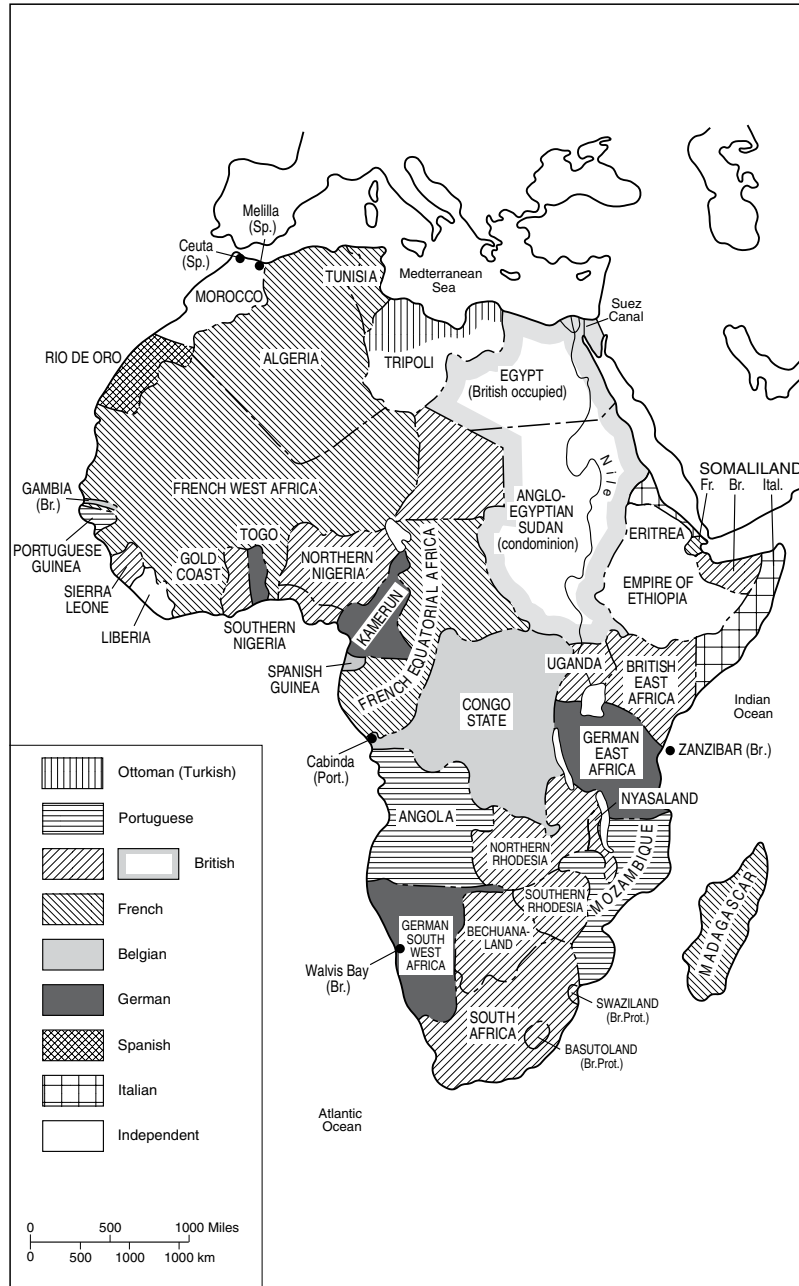 Melilla
(Sp.)
Ceuta
(Sp.)
MOROCCO
TUNISIA
Mediterranean
Sea
Suez
Canal
RIO DE ORO
ALGERIA
TRIPOLI
EGYPT
(British occupied)
Nile
GAMBIA
(Br.)
FRENCH WEST AFRICA
ANGLO-
EGYPTIAN
SUDAN
(condominion)
SOMALILAND
Fr. Br. Ital.
ERITREA
PORTUGUESE
GUINEA
TOGO
GOLD
COAST
NORTHERN
NIGERIA
EMPIRE OF
ETHIOPIA
SIERRA
LEONE
LIBERIA
SOUTHERN
NIGERIA
KAMERUN
FRENCH EQUATORIAL AFRICA
SPANISH
GUINEA
UGANDA
BRITISH
EAST
AFRICA
CONGO
STATE
Indian
Ocean
Cabinda
(Port.)
GERMAN
EAST
AFRICA
ZANZIBAR (Br.)
NYASALAND
ANGOLA
NORTHERN
RHODESIA
MOZAMBIQUE
SOUTHERN
RHODESIA
MADAGASCAR
BECHUANA-
LAND
GERMAN
SOUTH
WEST
AFRICA
Walvis Bay
(Br.)
SWAZILAND
(Br.Prot.)
SOUTH
AFRICA
BASUTOLAND
(Br.Prot.)
Atlantic
Ocean
Ottoman (Turkish)
Portuguese
British
French
Belgian
German
Spanish
Italian
Independent
0 500 1000 Miles
0 500 1000 1000 km